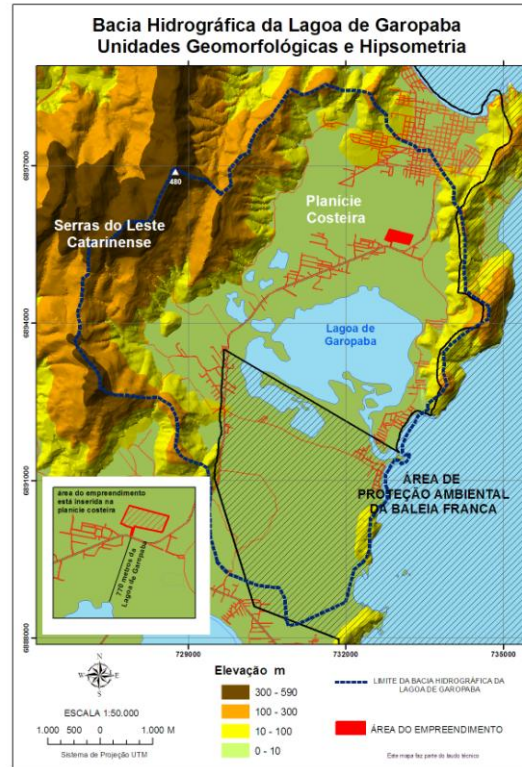 Bacia Hidrográfica da Lagoa de Garopaba
Unidades Geomorfológicas e Hipsometria
6897000
480
Planície
Costeira
Serras do Leste
Catarinense
6894000
Lagoa de
Garopaba
6891000
ÁREA DE
PROTEÇÃO AMBIENTAL
DA BALEIA FRANCA
área do empreendimento
está inserida na
planície costeira
770 metros da
Lagoa de Garopaba
6888000
729000
732000
735000
N
W
E
S
ESCALA 1:50.000
1.000 500 0 1.000 M
Sistema de Projeção UTM
Elevação m
300 - 590
100 - 300
10 - 100
0 - 10
LIMITE DA BACIA HIDROGRÁFICA DA
LAGOA DE GAROPABA
ÁREA DO EMPREENDIMENTO
Este mapa faz parte do laudo técnico